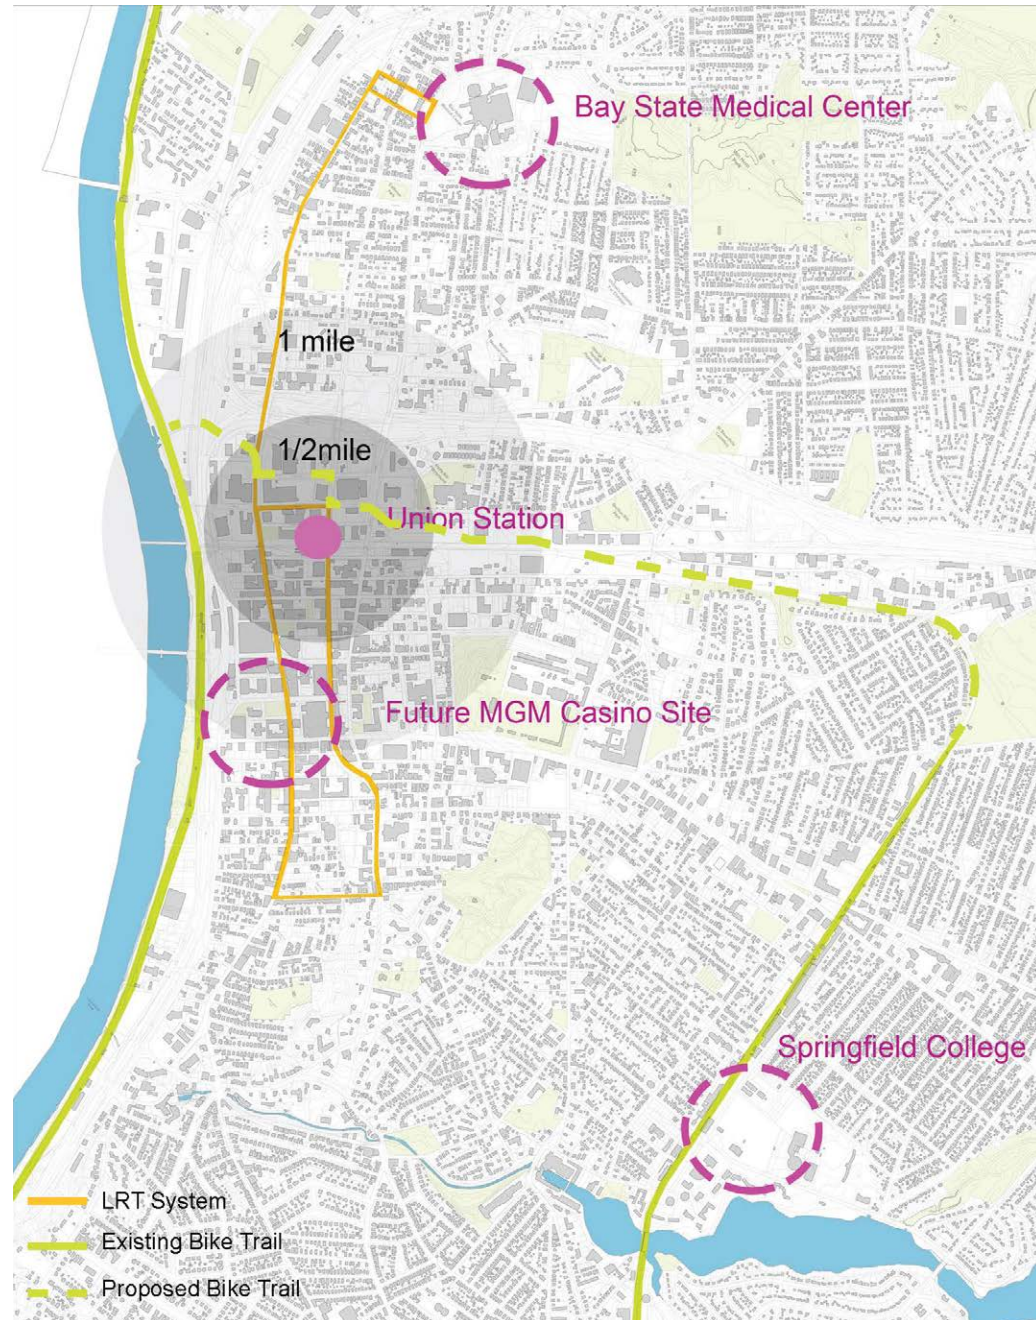 Bay State Medical Center
1 mile
1/2mile
Union Station
Future MGM Casino Site
Springfield College
LRT System
Existing Bike Trail
Proposed Bike Trail